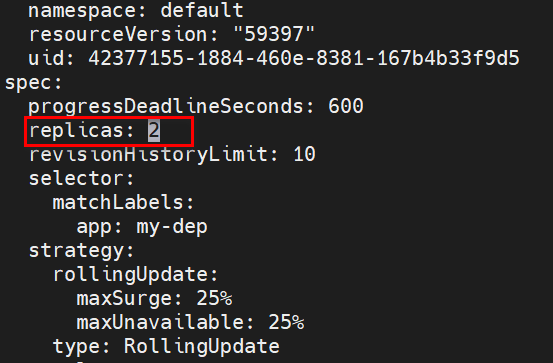 namespace: default
resourceVersion: "59397"
uid: 42377155-1884-460e-8381-167b4b33f9d5
spec:
progressDeadlineSeconds: 600
replicas: 2
revisionHistoryLimit: 10
selector:
matchLabels:
app: my-dep
strategy:
rollingUpdate:
maxSurge: 25%
maxUnavailable: 25%
type: RollingUpdate